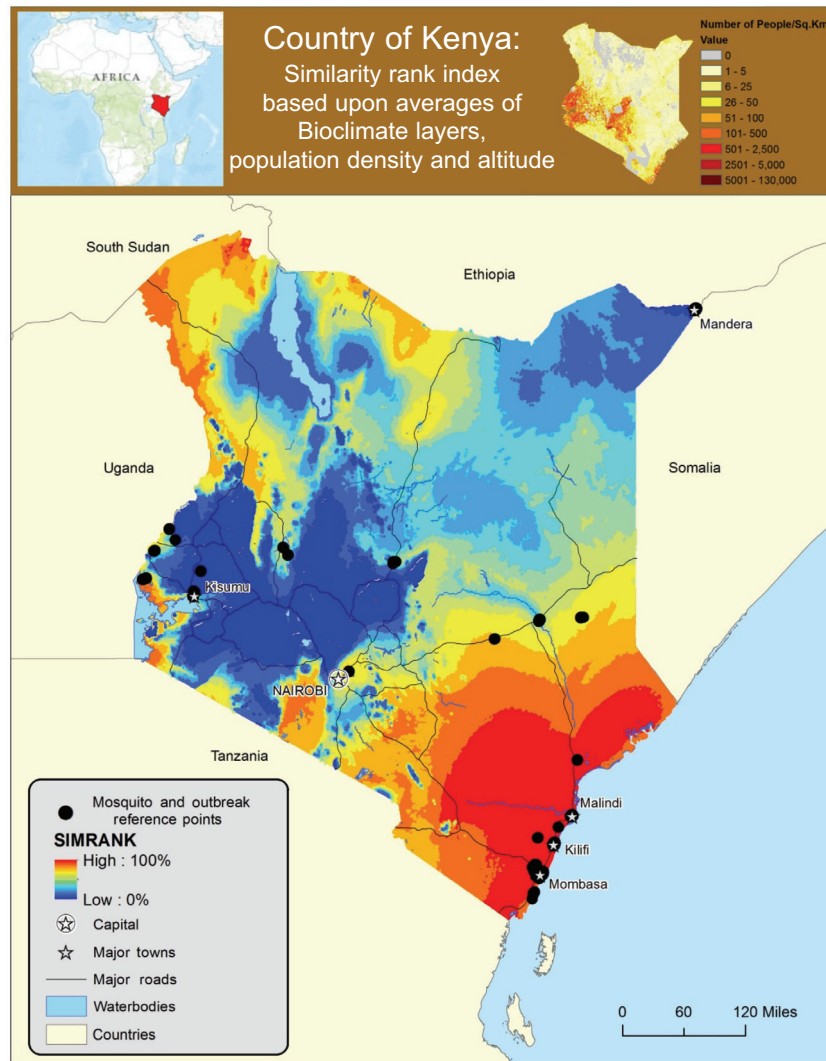 AFRICA
Country of Kenya:
Similarity rank index
based upon averages of
Bioclimate layers,
population density and altitude
Number of People/Sq.Km
Value
0
1 - 5
6 - 25
26 - 50
51 - 100
101- 500
501 - 2,500
2501 - 5,000
5001 - 130,000
South Sudan
Ethiopia
Mandera
Uganda
Somalia
Kisumu
NAIROBI
Tanzania
Malindi
Kilifi
Mombasa
Mosquito and outbreak
reference points
SIMRANK
High : 100%
Low : 0%
Capital
Major towns
Major roads
Waterbodies
Countries
0 60 120 Miles